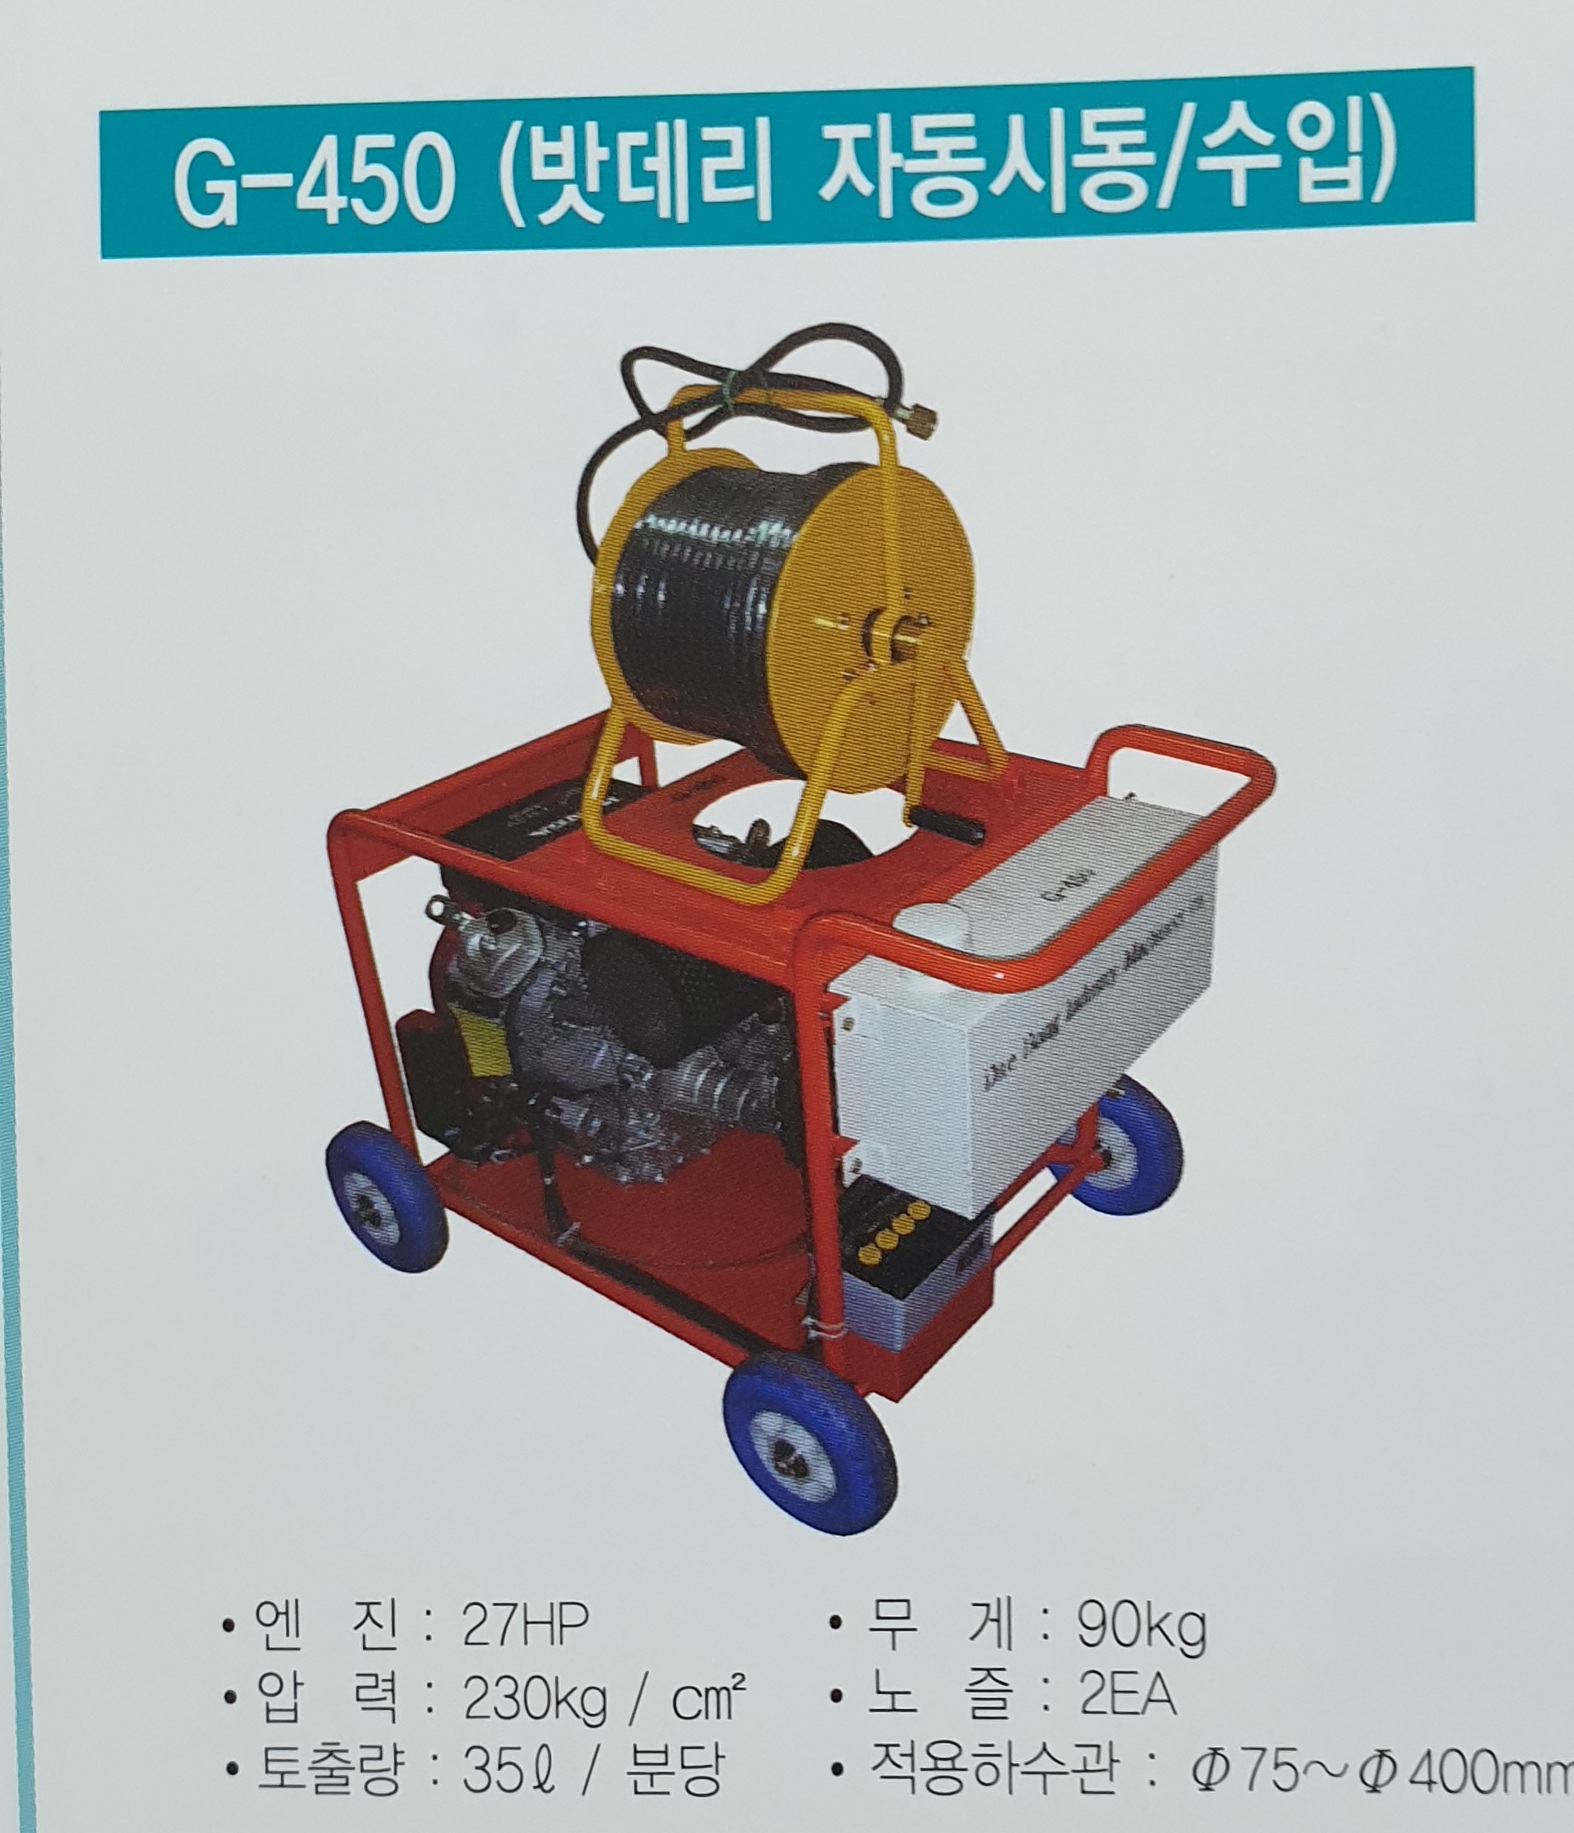 G-450 (밧데리 자동시동/수입)
G-450
• 엔 진 : 27HP
• 압 력 : 230kg / cm²
• 토출량 : 35ℓ / 분당
• 무 게 : 90kg
• 노 즐 : 2EA
• 적용하수관 : Φ75~Φ400mm